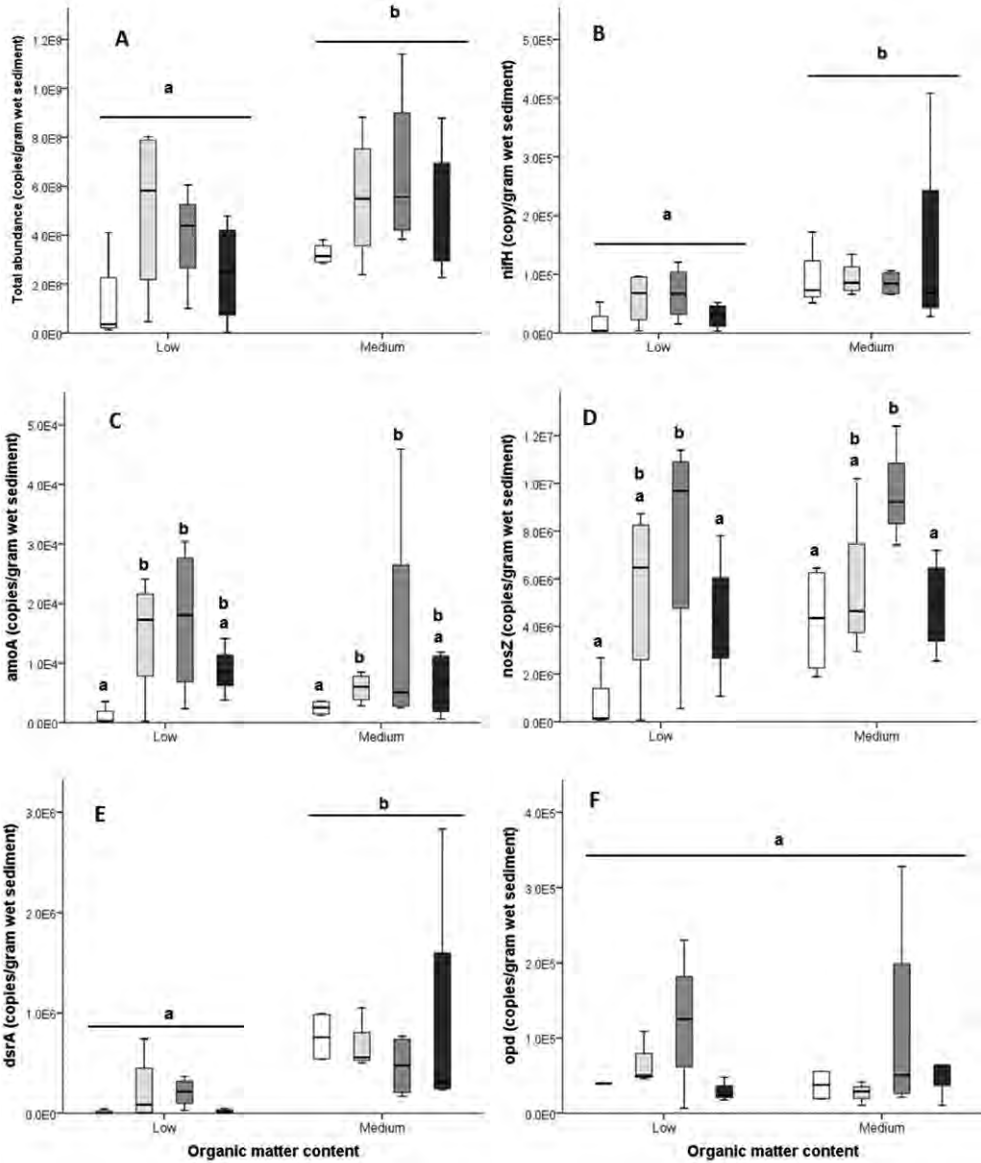 A
Total abundance (copies/gram wet sediment)
1.2E9
1.0E9
8.0E8
6.0E8
4.0E8
2.0E8
0.0E0
a
b
Low
Medium
B
nifH (copy/gram wet sediment)
5.0E5
4.0E5
3.0E5
2.0E5
1.0E5
0.0E0
a
b
Low
Medium
C
amoA (copies/gram wet sediment)
5.0E4
4.0E4
3.0E4
2.0E4
1.0E4
0.0E0
a
b
b
b
a
a
b
b
b
a
Low
Medium
D
nosZ (copies/gram wet sediment)
1.2E7
1.0E7
8.0E6
6.0E6
4.0E6
2.0E6
0.0E0
a
b
a
b
a
a
b
a
b
a
Low
Medium
E
dsrA (copies/gram wet sediment)
3.0E6
2.0E6
1.0E6
0.0E0
a
b
Low
Medium
Organic matter content
F
opd (copies/gram wet sediment)
4.0E5
3.0E5
2.0E5
1.0E5
0.0E0
a
Low
Medium
Organic matter content